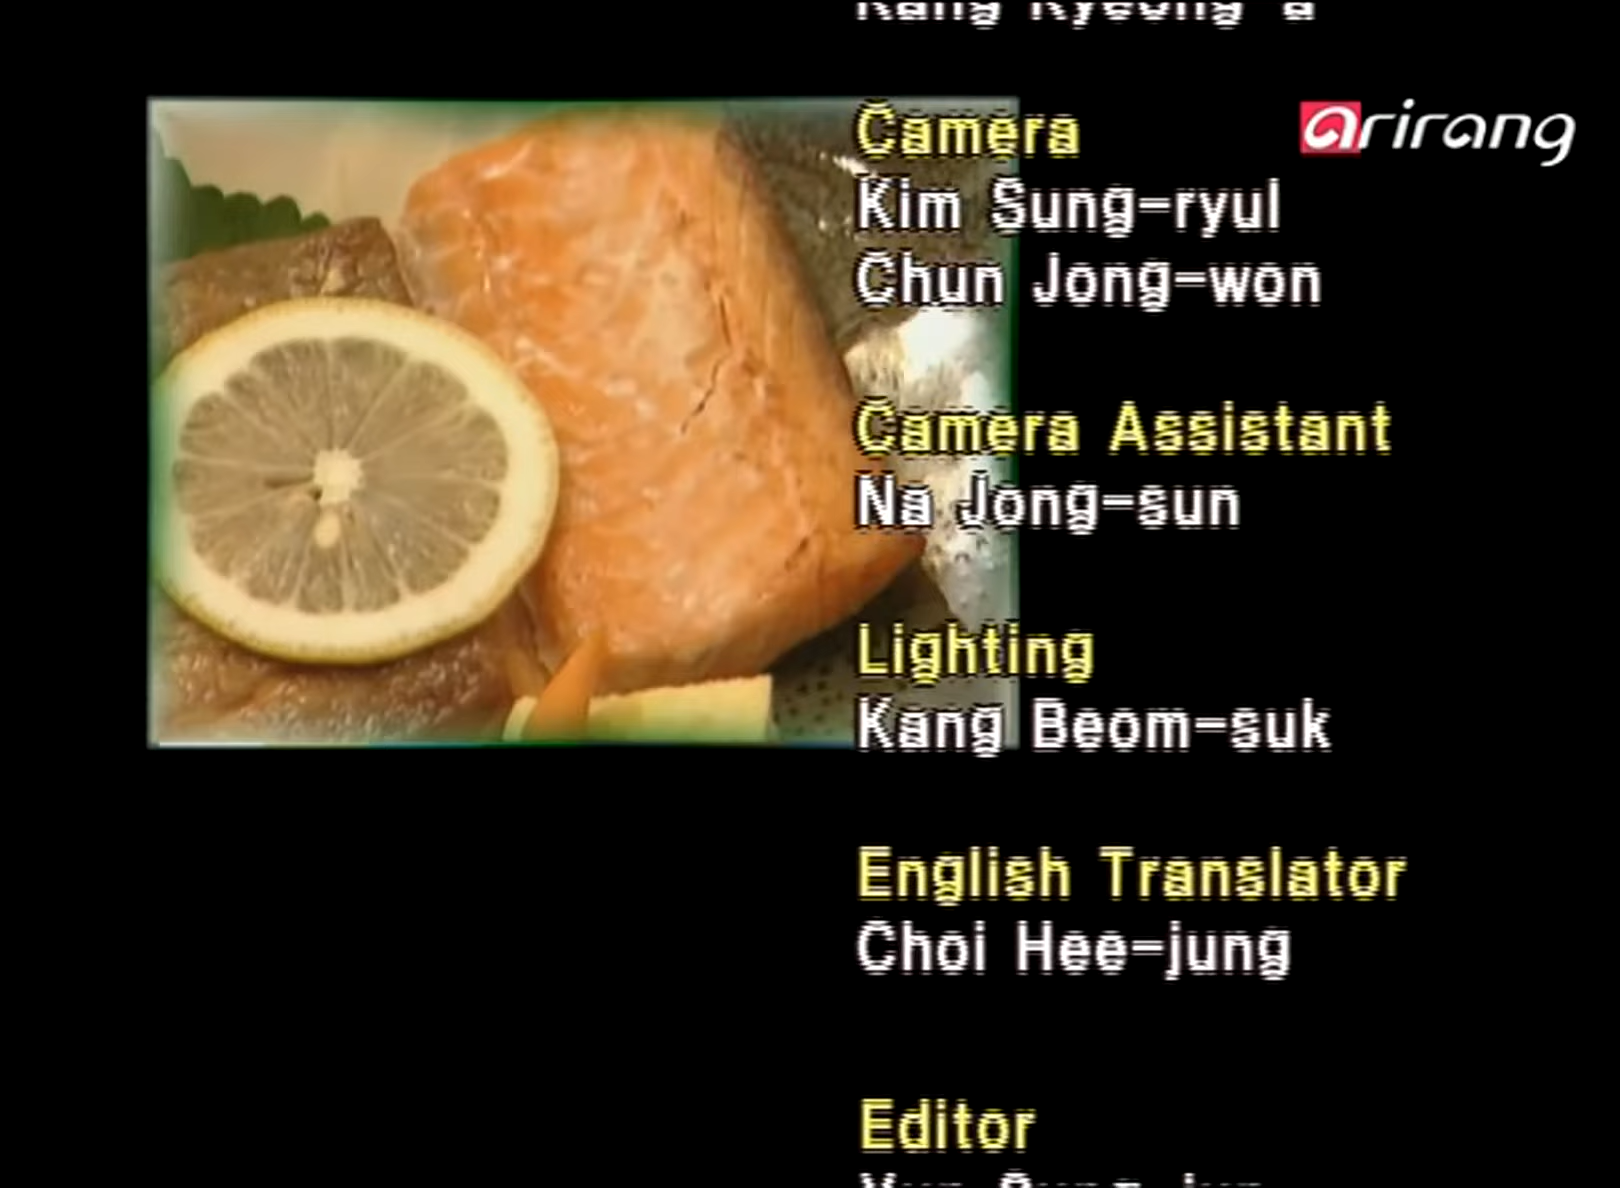 arirang
Camera
Kim Sung-ryul
Chun Jong-won
Camera Assistant
Na Jong-sun
Lighting
Kang Beom-suk
English Translator
Choi Hee-jung
Editor